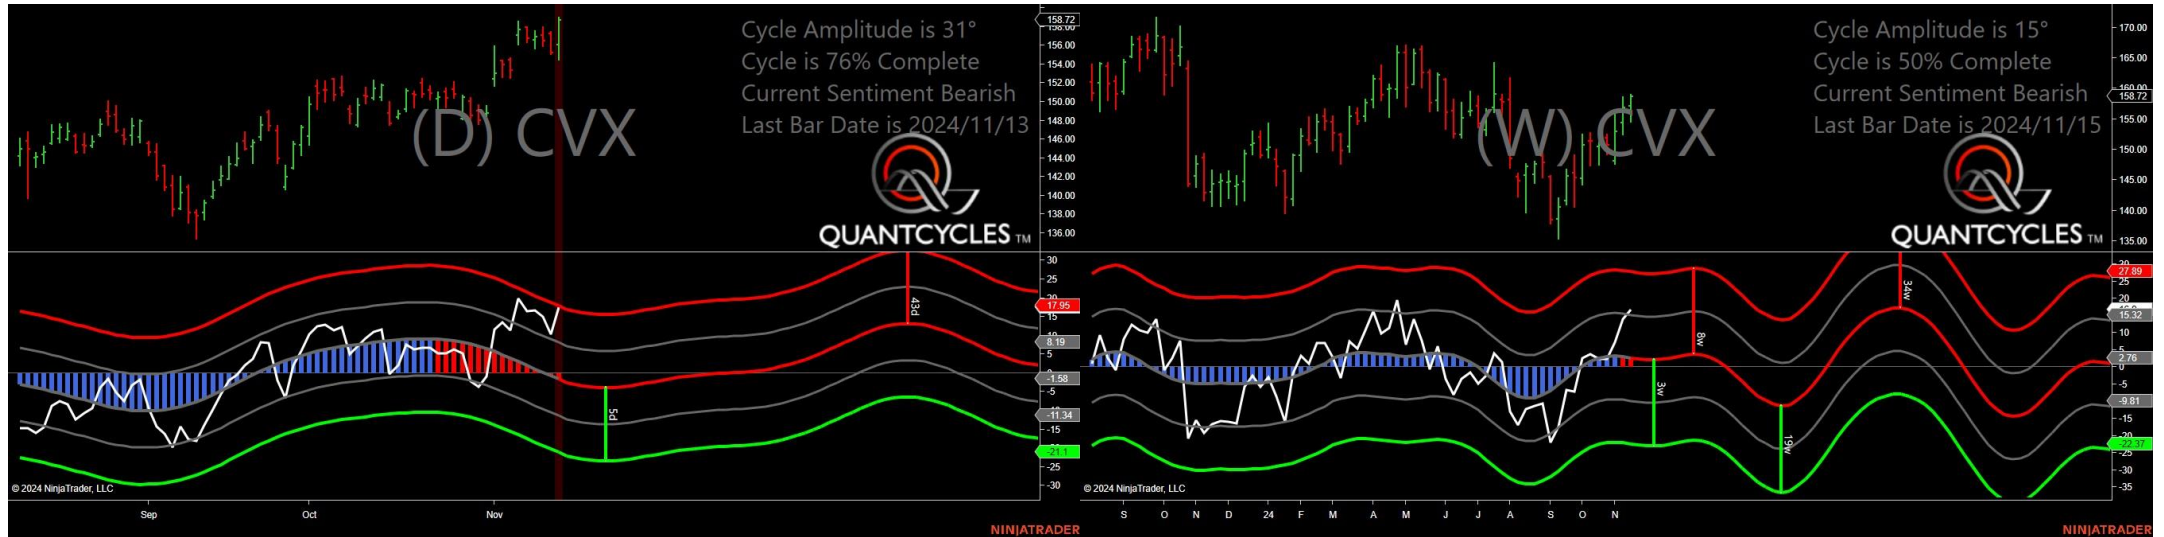 Cycle Amplitude is 31°
Cycle is 76% Complete
Current Sentiment Bearish
Last Bar Date is 2024/11/13
(D) CVX
QUANTCYCLES TM
158.72
156.00
154.00
152.00
150.00
148.00
146.00
144.00
142.00
140.00
138.00
136.00
30
25
17.95
15
8.19
5
-1.58
-5
-11.34
-15
-21.1
-25
-30
43d
5d
© 2024 NinjaTrader, LLC
Sep
Oct
Nov
NINJATRADER
Cycle Amplitude is 15°
Cycle is 50% Complete
Current Sentiment Bearish
Last Bar Date is 2024/11/15
(W) CVX
QUANTCYCLES TM
170.00
165.00
158.72
155.00
150.00
145.00
140.00
135.00
27.89
25
20
15.32
10
5
2.76
0
-5
-9.81
-15
-22.37
-25
-30
-35
8w
3w
19w
34w
© 2024 NinjaTrader, LLC
S O N D 24 F M A M J J A S O N
NINJATRADER